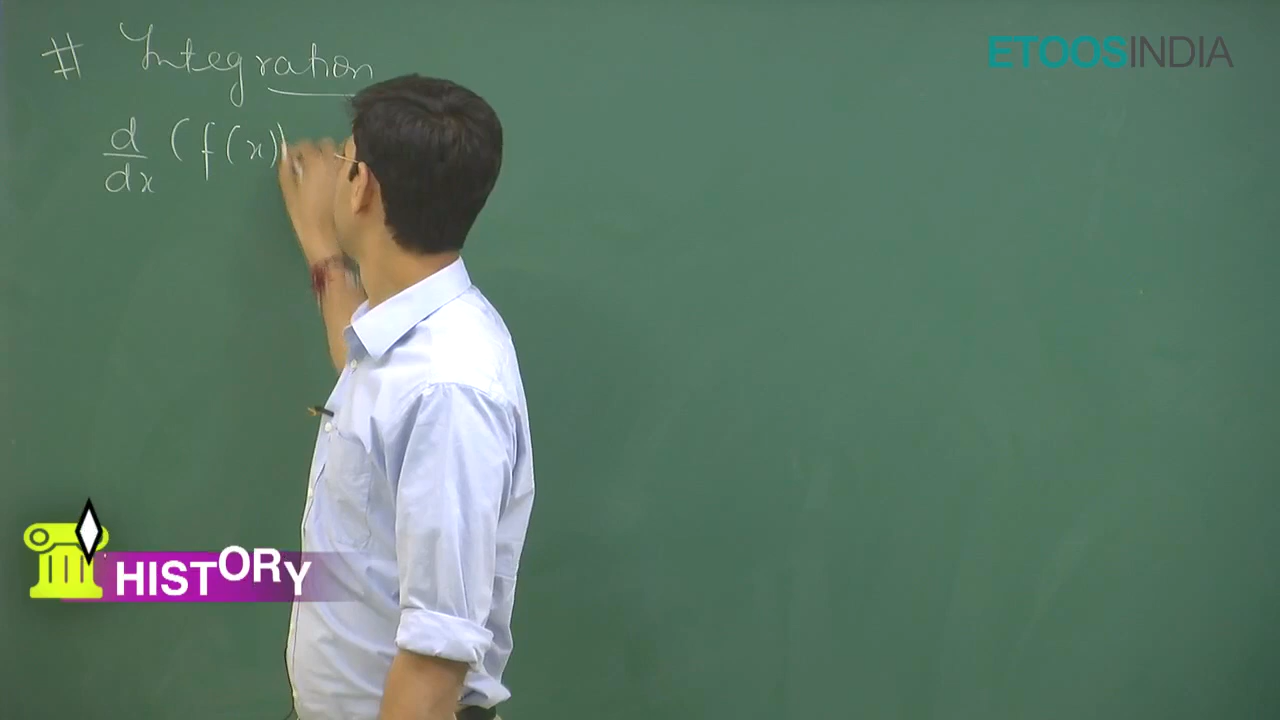 # Integration
ETOOSINDIA
d/dx (f(x))
HISTORY